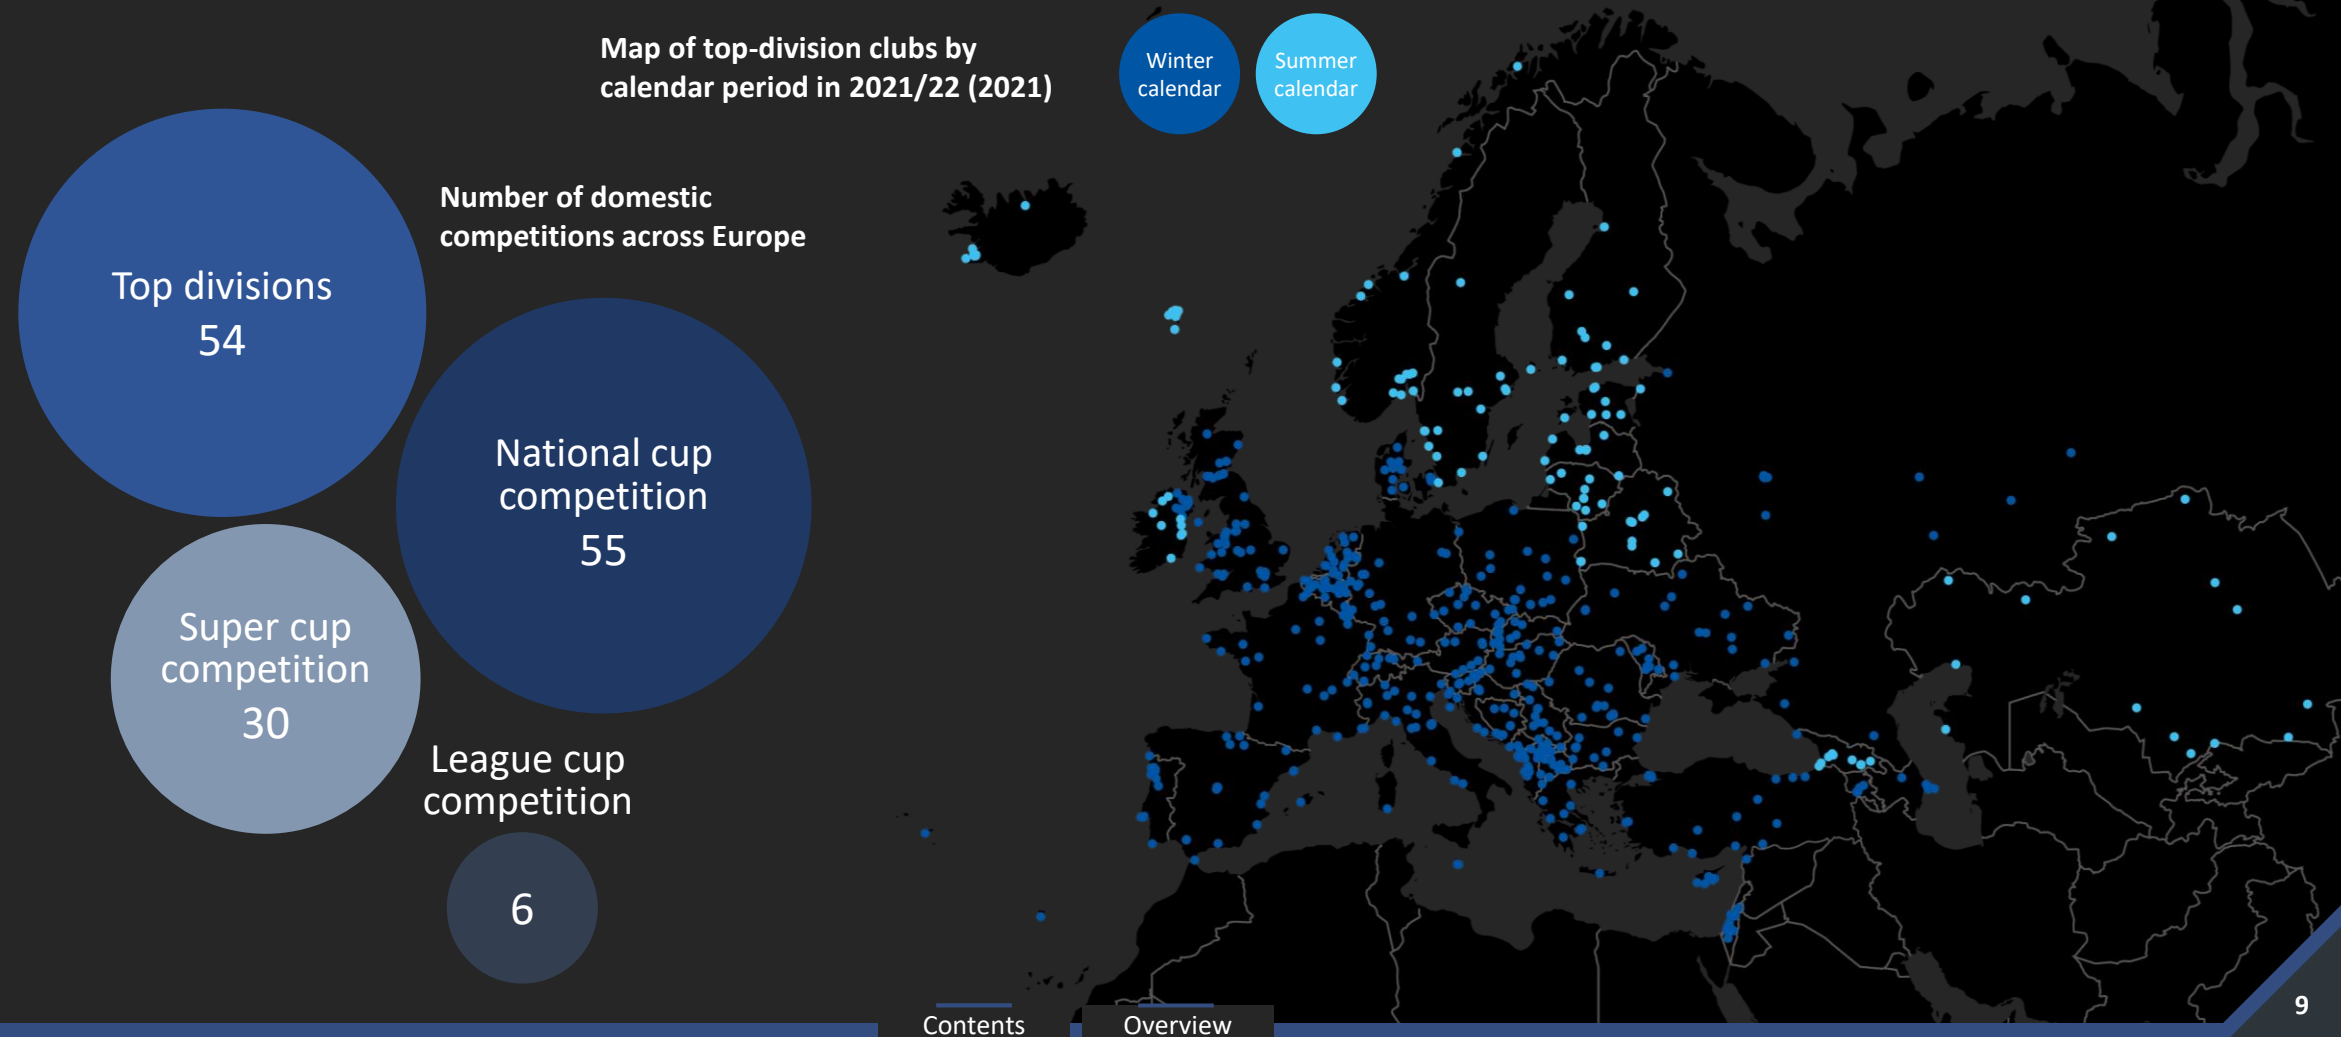 Map of top-division clubs by
calendar period in 2021/22 (2021)
Winter
calendar
Summer
calendar
Number of domestic
competitions across Europe
Top divisions
54
National cup
competition
55
Super cup
competition
30
League cup
competition
6
Contents
Overview
9